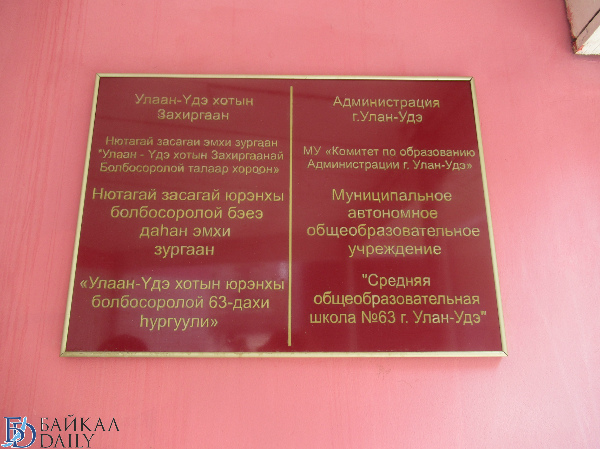 Улаан-Үдэ хотын
Захиргаан
Нютагай засагай эмхи зургаан
"Улаан - Үдэ хотын Захиргаанай
Болбосоролой талаар хороон»
Нютагай засагай юрэнхы
болбосоролой бэеэ
даһан эмхи
зургаан
«Улаан-Үдэ хотын юрэнхы
болбосоролой 63-дахи
һургуули»
Администрация
г.Улан-Удэ
МУ «Комитет по образованию
Администрации г. Улан-Удэ»
Муниципальное
автономное
общеобразовательное
учреждение
"Средняя
общеобразовательная
школа №63 г. Улан-Удэ"
БАЙКАЛ
DAILY